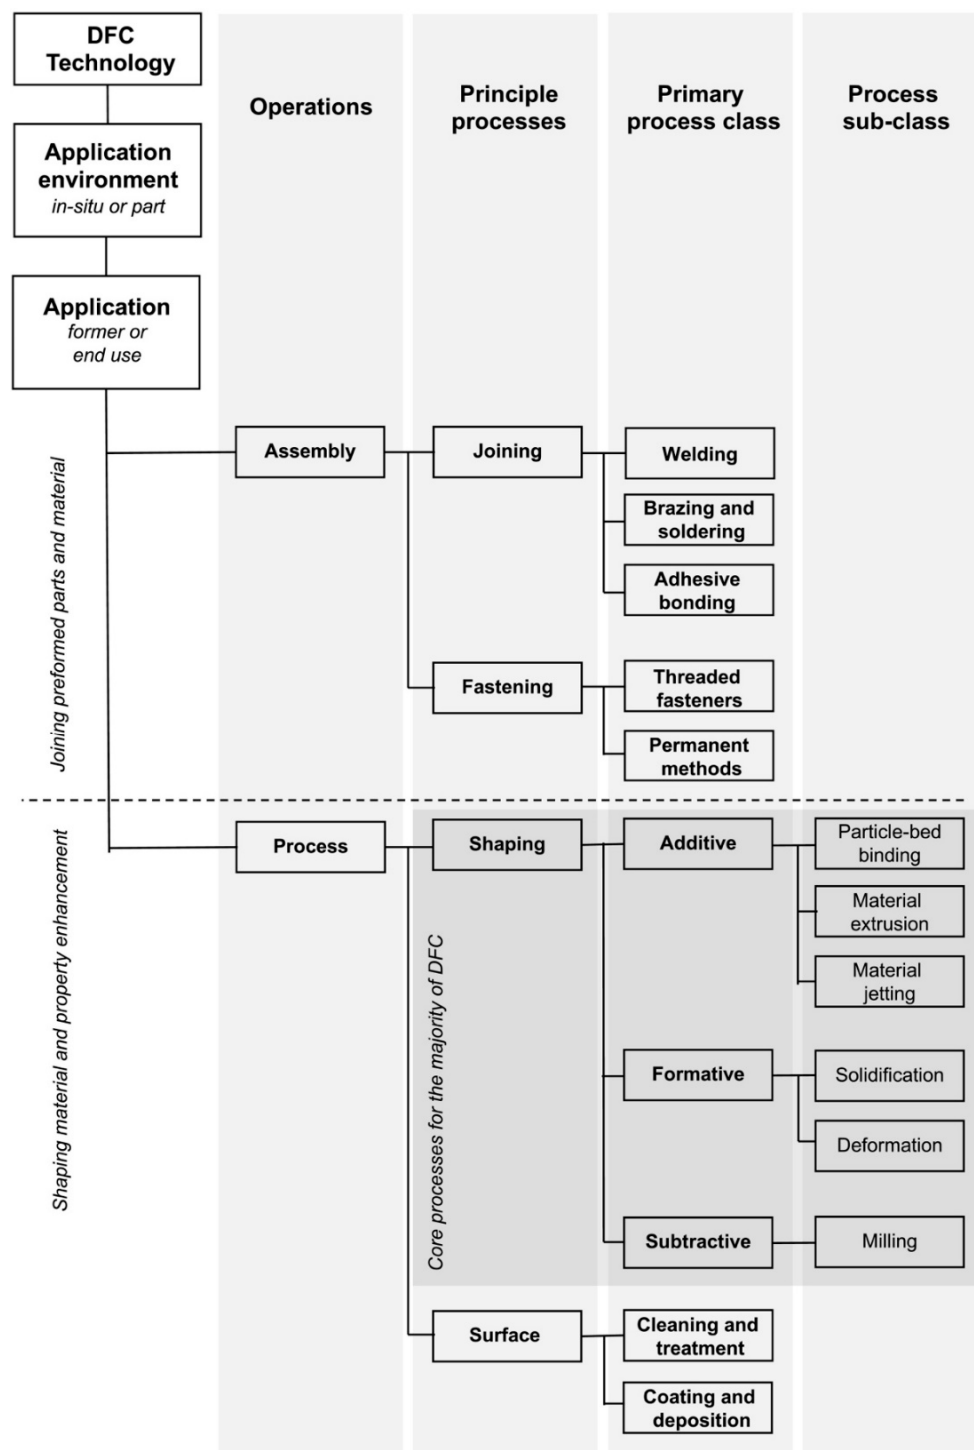 DFC
Technology
Operations
Principle
processes
Primary
process class
Process
sub-class
Application
environment
in-situ or part
Application
former or
end use
Joining preformed parts and material
Assembly
Joining
Welding
Brazing and
soldering
Adhesive
bonding
Fastening
Threaded
fasteners
Permanent
methods
Shaping material and property enhancement
Process
Core processes for the majority of DFC
Shaping
Additive
Particle-bed
binding
Material
extrusion
Material
jetting
Formative
Solidification
Deformation
Subtractive
Milling
Surface
Cleaning and
treatment
Coating and
deposition